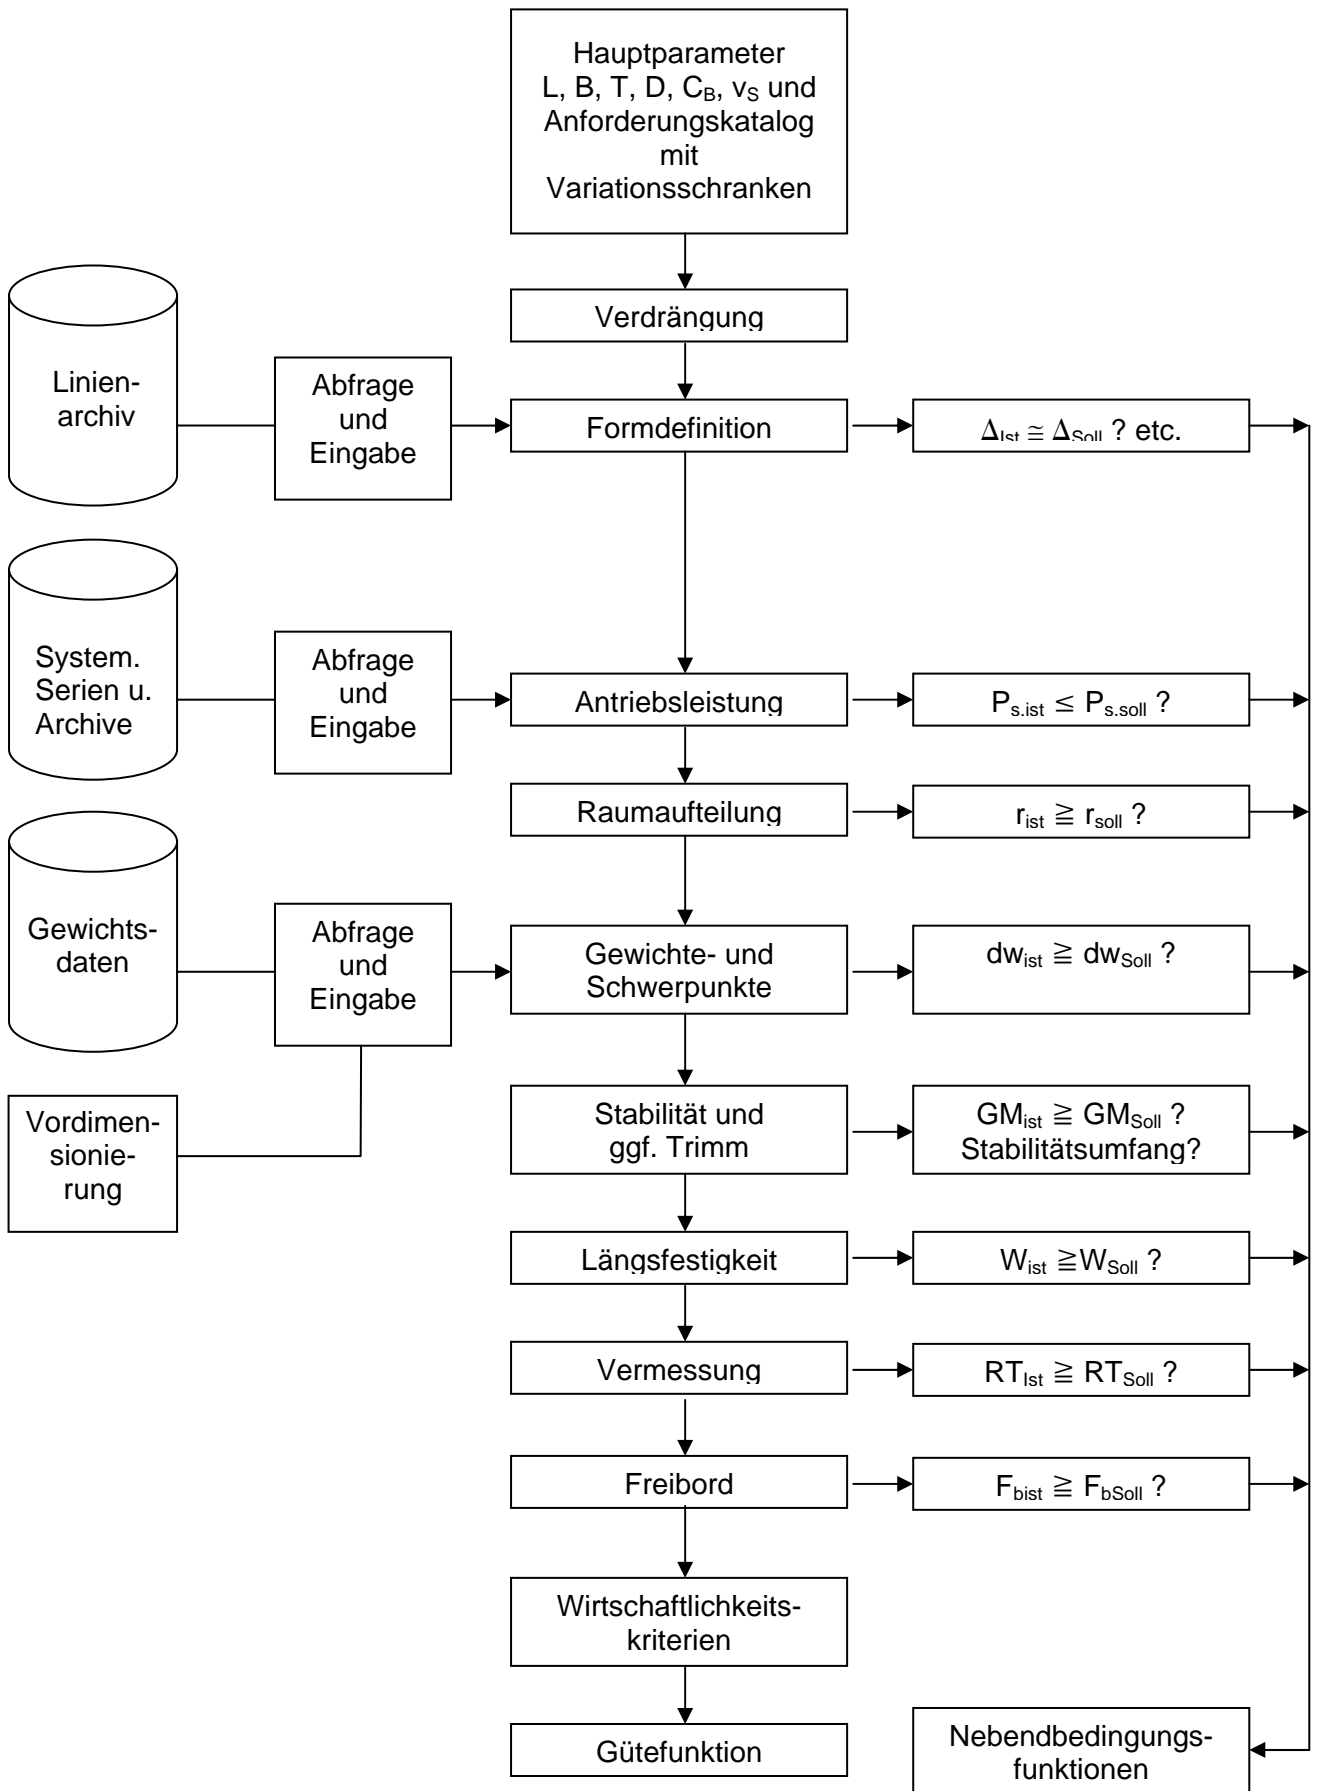 Hauptparameter
L, B, T, D, C_B, v_S und
Anforderungskatalog
mit
Variationsschranken
Verdrängung
Linien-
archiv
Abfrage
und
Eingabe
Formdefinition
Δ_Ist ≅ Δ_Soll ? etc.
System.
Serien u.
Archive
Abfrage
und
Eingabe
Antriebsleistung
P_s.ist ≤ P_s.soll ?
Raumaufteilung
r_ist ≧ r_soll ?
Gewichts-
daten
Abfrage
und
Eingabe
Gewichte- und
Schwerpunkte
dw_ist ≧ dw_Soll ?
Vordimen-
sionie-
rung
Stabilität und
ggf. Trimm
GM_ist ≧ GM_Soll ?
Stabilitätsumfang?
Längsfestigkeit
W_ist ≧W_Soll ?
Vermessung
RT_Ist ≧ RT_Soll ?
Freibord
F_bist ≧ F_bSoll ?
Wirtschaftlichkeits-
kriterien
Gütefunktion
Nebendbedingungs-
funktionen